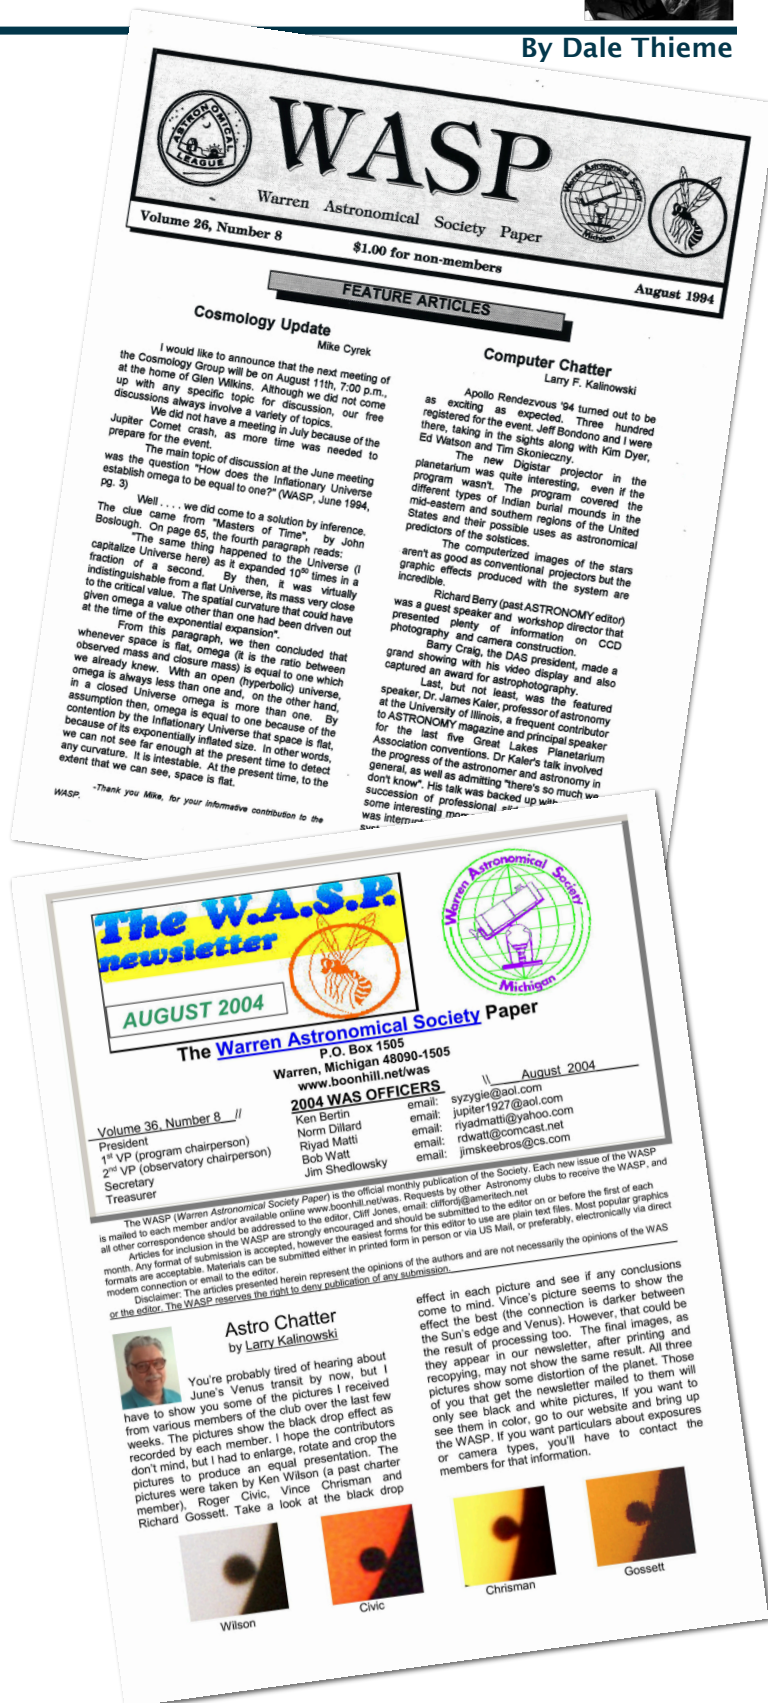 By Dale Thieme
ASTRONOMICAL
LEAGUE
WASP
Warren Astronomical Society Paper
Warren Astronomical Society
Michigan
Volume 26, Number 8
$1.00 for non-members
August 1994
FEATURE ARTICLES
Cosmology Update
Mike Cyrek
I would like to announce that the next meeting of
the Cosmology Group will be on August 11th, 7:00 p.m.,
at the home of Glen Wilkins. Although we did not come
up with any specific topic for discussion, our free
discussions always involve a variety of topics.
We did not have a meeting in July because of the
Jupiter Comet crash, as more time was needed to
prepare for the event.
The main topic of discussion at the June meeting
was the question "How does the Inflationary Universe
establish omega to be equal to one?" (WASP, June 1994,
pg. 3)
Well . . . . we did come to a solution by inference.
The clue came from "Masters of Time", by John
Boslough. On page 65, the fourth paragraph reads:
"The same thing happened to the Universe (I
capitalize Universe here) as it expanded 10⁵⁰ times in a
fraction of a second. By then, it was virtually
indistinguishable from a flat Universe, its mass very close
to the critical value. The spatial curvature that could have
given omega a value other than one had been driven out
at the time of the exponential expansion".
From this paragraph, we then concluded that
whenever space is flat, omega (it is the ratio between
observed mass and closure mass) is equal to one which
we already knew. With an open (hyperbolic) universe,
omega is always less than one and, on the other hand,
in a closed Universe omega is more than one. By
assumption then, omega is equal to one because of the
contention by the Inflationary Universe that space is flat,
because of its exponentially inflated size. In other words,
we can not see far enough at the present time to detect
any curvature. It is intestable. At the present time, to the
extent that we can see, space is flat.
-Thank you Mike, for your informative contribution to the
WASP.
Computer Chatter
Larry F. Kalinowski
Apollo Rendezvous '94 turned out to be
as exciting as expected. Three hundred
registered for the event. Jeff Bondono and I were
there, taking in the sights along with Kim Dyer,
Ed Watson and Tim Skonieczny.
The new Digistar projector in the
planetarium was quite interesting, even if the
program wasn't. The program covered the
different types of Indian burial mounds in the
mid-eastern and southern regions of the United
States and their possible uses as astronomical
predictors of the solstices.
The computerized images of the stars
aren't as good as conventional projectors but the
graphic effects produced with the system are
incredible.
Richard Berry (past ASTRONOMY editor)
was a guest speaker and workshop director that
presented plenty of information on CCD
photography and camera construction.
Barry Craig, the DAS president, made a
grand showing with his video display and also
captured an award for astrophotography.
Last, but not least, was the featured
speaker, Dr. James Kaler, professor of astronomy
at the University of Illinois, a frequent contributor
to ASTRONOMY magazine and principal speaker
for the last five Great Lakes Planetarium
Association conventions. Dr Kaler's talk involved
the progress of the astronomer and astronomy in
general, as well as admitting "there's so much we
don't know". His talk was backed up with
succession of professional
some interesting
was
The W.A.S.P.
newsletter
AUGUST 2004
Warren Astronomical Society
Michigan
The Warren Astronomical Society Paper
P.O. Box 1505
Warren, Michigan 48090-1505
www.boonhill.net/was
Volume 36, Number 8 // 2004 WAS OFFICERS \\ August 2004
President Ken Bertin email: syzygie@aol.com
1st VP (program chairperson) Norm Dillard email: jupiter1927@aol.com
2nd VP (observatory chairperson) Riyad Matti email: riyadmatti@yahoo.com
Secretary Bob Watt email: rdwatt@comcast.net
Treasurer Jim Shedlowsky email: jimskeebros@cs.com
The WASP (Warren Astronomical Society Paper) is the official monthly publication of the Society. Each new issue of the WASP
is mailed to each member and/or available online www.boonhill.net/was. Requests by other Astronomy clubs to receive the WASP, and
all other correspondence should be addressed to the editor, Cliff Jones, email: cliffordj@ameritech.net
Articles for inclusion in the WASP are strongly encouraged and should be submitted to the editor on or before the first of each
month. Any format of submission is accepted, however the easiest forms for this editor to use are plain text files. Most popular graphics
formats are acceptable. Materials can be submitted either in printed form in person or via US Mail, or preferably, electronically via direct
modem connection or email to the editor.
Disclaimer: The articles presented herein represent the opinions of the authors and are not necessarily the opinions of the WAS
or the editor. The WASP reserves the right to deny publication of any submission.
Astro Chatter
by Larry Kalinowski
You're probably tired of hearing about
June's Venus transit by now, but I
have to show you some of the pictures I received
from various members of the club over the last few
weeks. The pictures show the black drop effect as
recorded by each member. I hope the contributors
don't mind, but I had to enlarge, rotate and crop the
pictures to produce an equal presentation. The
pictures were taken by Ken Wilson (a past charter
member), Roger Civic, Vince Chrisman and
Richard Gossett. Take a look at the black drop
effect in each picture and see if any conclusions
come to mind. Vince's picture seems to show the
effect the best (the connection is darker between
the Sun's edge and Venus). However, that could be
the result of processing too. The final images, as
they appear in our newsletter, after printing and
recopying, may not show the same result. All three
pictures show some distortion of the planet. Those
of you that get the newsletter mailed to them will
only see black and white pictures, If you want to
see them in color, go to our website and bring up
the WASP. If you want particulars about exposures
or camera types, you'll have to contact the
members for that information.
Wilson
Civic
Chrisman
Gossett